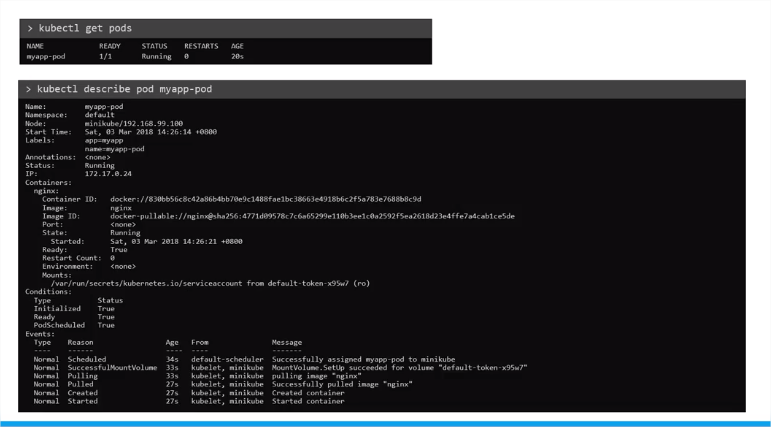 > kubectl get pods
NAME READY STATUS RESTARTS AGE
myapp-pod 1/1 Running 0 20s
> kubectl describe pod myapp-pod
Name: myapp-pod
Namespace: default
Node: minikube/192.168.99.100
Start Time: Sat, 03 Mar 2018 14:26:14 +0800
Labels: app=myapp
name=myapp-pod
Annotations: <none>
Status: Running
IP: 172.17.0.24
Containers:
nginx:
Container ID: docker://830bb56c8c42a86b4bb70e9c1488fae1bc38663e4918b6c2f5a783e7688b8c9d
Image: nginx
Image ID: docker-pullable://nginx@sha256:4771d09578c7c6a65299e110b3ee1c0a2592f5ea2618d23e4ffe7a4cab1ce5de
Port: <none>
State: Running
Started: Sat, 03 Mar 2018 14:26:21 +0800
Ready: True
Restart Count: 0
Environment: <none>
Mounts:
/var/run/secrets/kubernetes.io/serviceaccount from default-token-x95w7 (ro)
Conditions:
Type Status
Initialized True
Ready True
PodScheduled True
Events:
Type Reason Age From Message
---- ------ ---- ---- -------
Normal Scheduled 34s default-scheduler Successfully assigned myapp-pod to minikube
Normal SuccessfulMountVolume 33s kubelet, minikube MountVolume.SetUp succeeded for volume "default-token-x95w7"
Normal Pulling 33s kubelet, minikube pulling image "nginx"
Normal Pulled 27s kubelet, minikube Successfully pulled image "nginx"
Normal Created 27s kubelet, minikube Created container
Normal Started 27s kubelet, minikube Started container